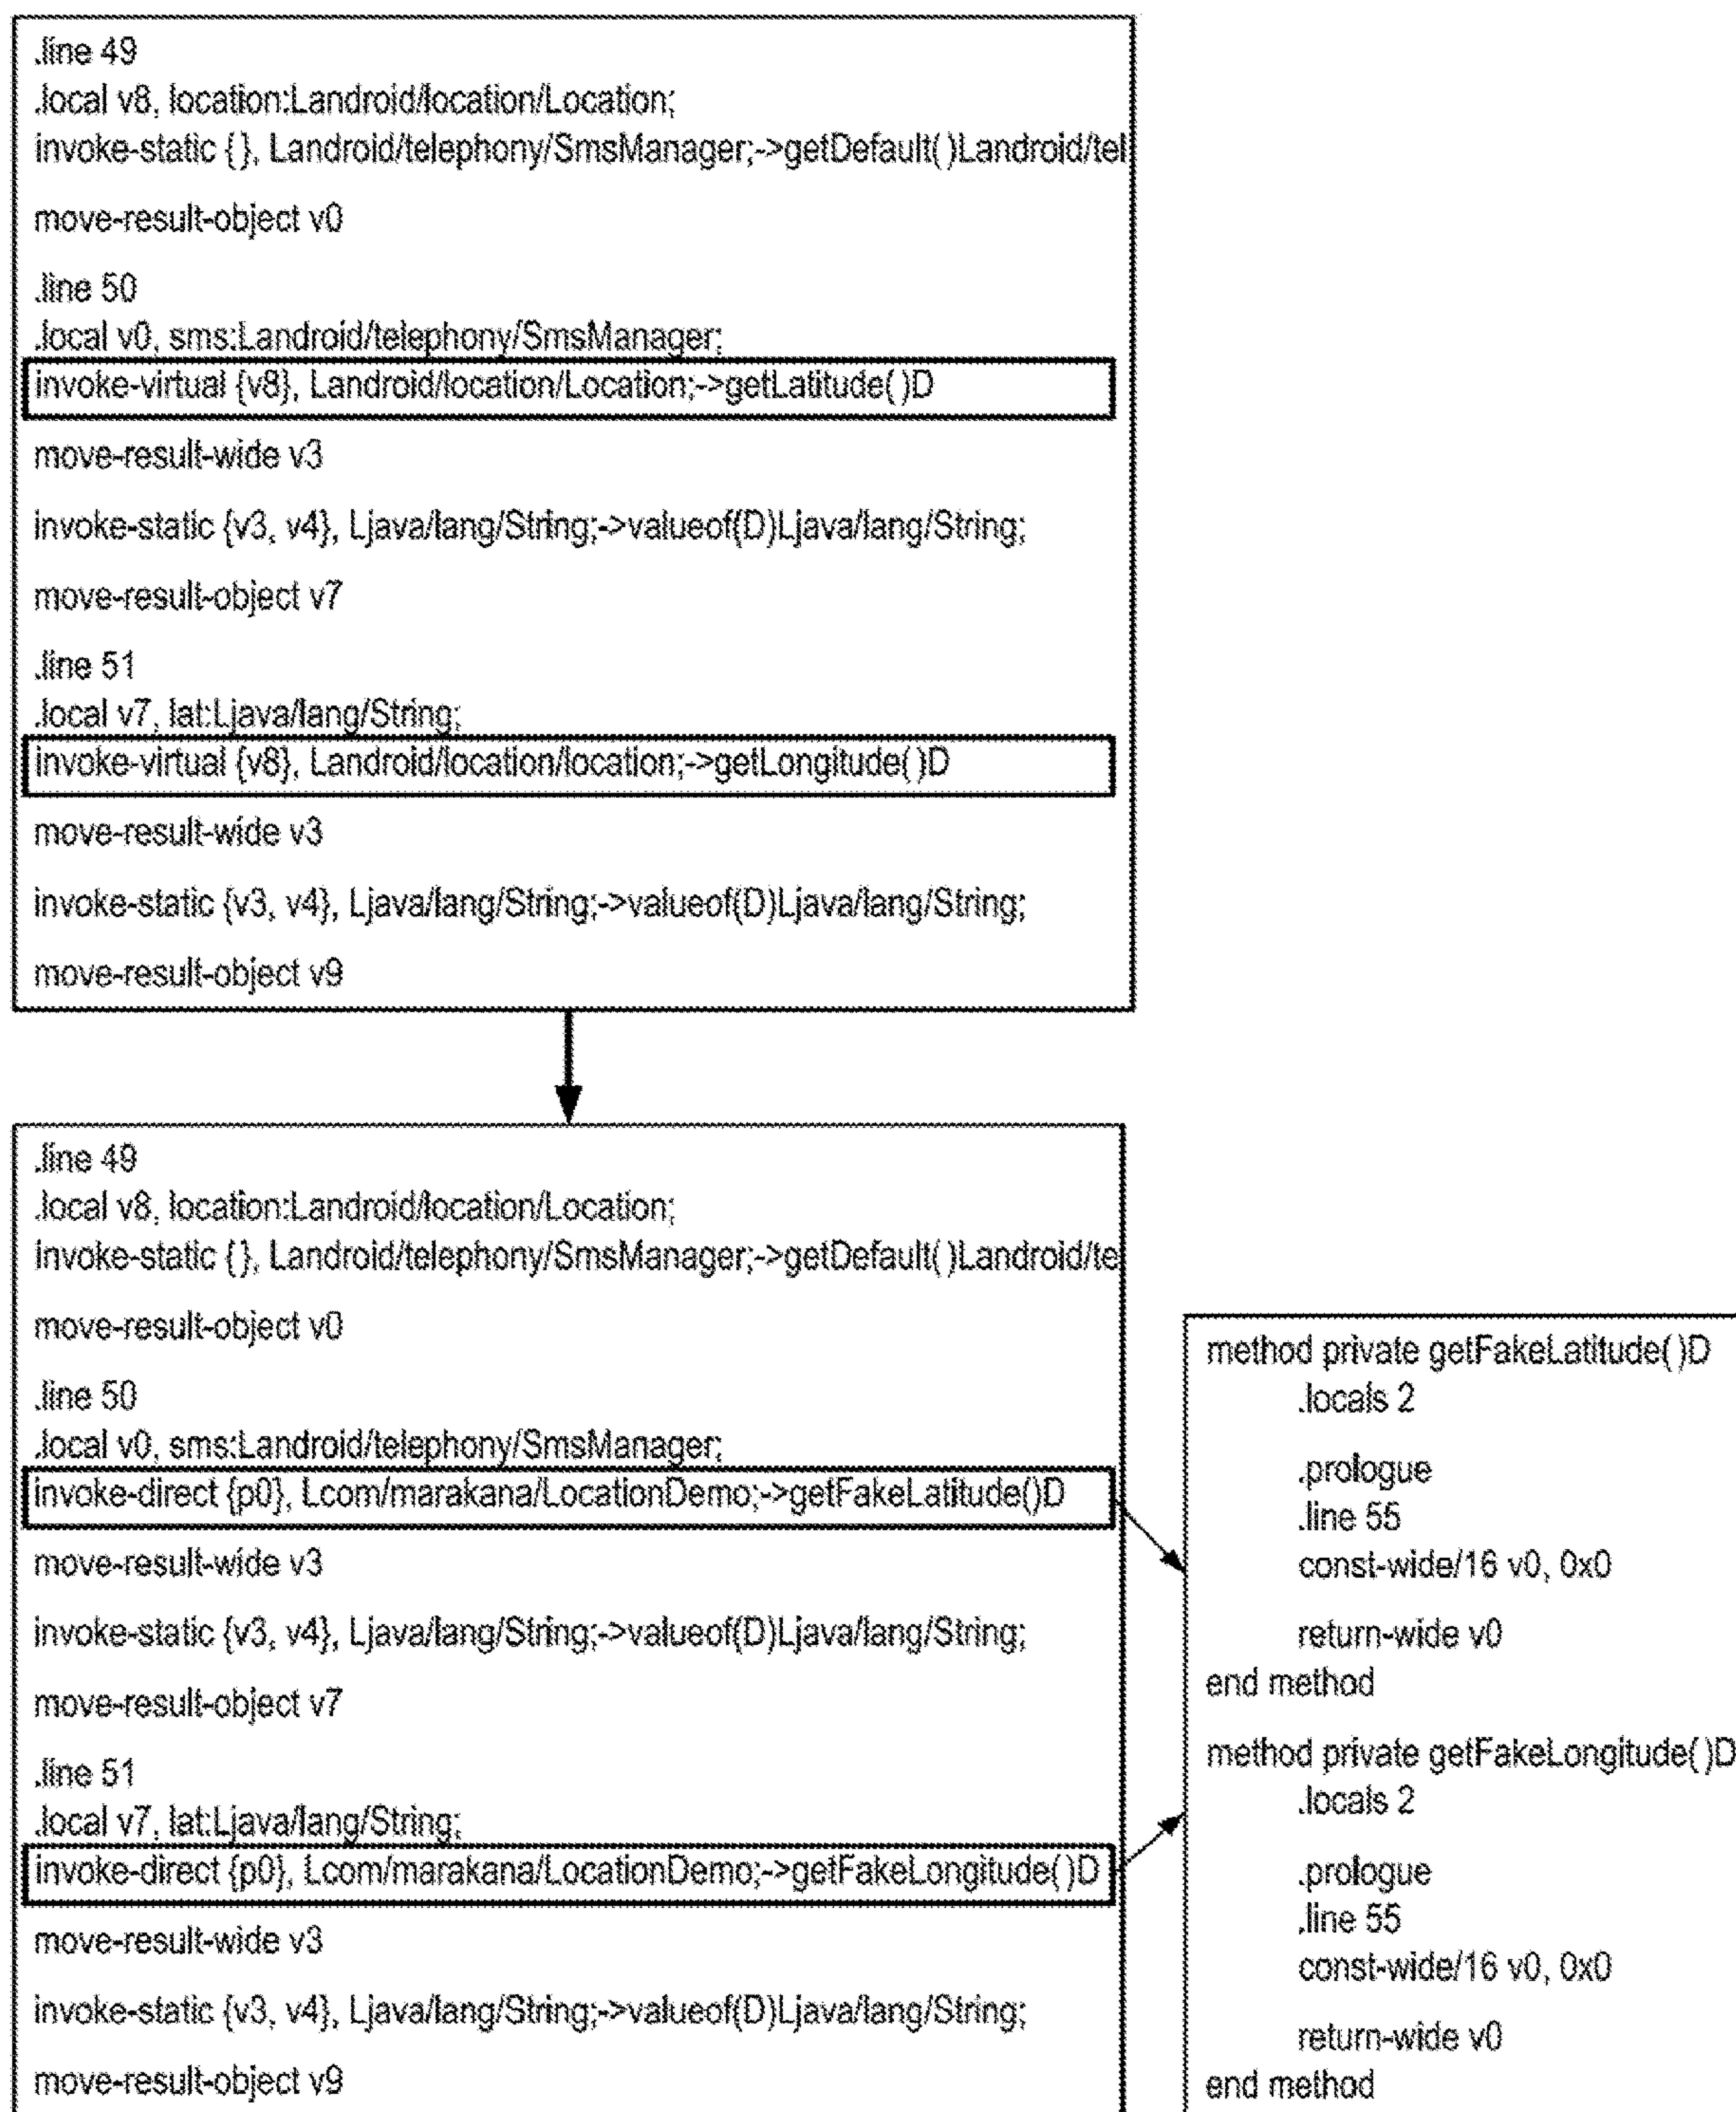 .line 49
.local v8, location:Landroid/location/Location;
invoke-static {}, Landroid/telephony/SmsManager;->getDefault( )Landroid/tel
move-result-object v0
.line 50
.local v0, sms:Landroid/telephony/SmsManager;
invoke-virtual {v8}, Landroid/location/Location;->getLatitude( )D
move-result-wide v3
invoke-static {v3, v4}, Ljava/lang/String;->valueof(D)Ljava/lang/String;
move-result-object v7
.line 51
.local v7, lat:Ljava/lang/String;
invoke-virtual {v8}, Landroid/location/location;->getLongitude( )D
move-result-wide v3
invoke-static {v3, v4}, Ljava/lang/String;->valueof(D)Ljava/lang/String;
move-result-object v9
.line 49
.local v8, location:Landroid/location/Location;
invoke-static {}, Landroid/telephony/SmsManager;->getDefault( )Landroid/te
move-result-object v0
.line 50
.local v0, sms:Landroid/telephony/SmsManager;
invoke-direct {p0}, Lcom/marakana/LocationDemo;->getFakeLatitude()D
move-result-wide v3
invoke-static {v3, v4}, Ljava/lang/String;->valueof(D)Ljava/lang/String;
move-result-object v7
.line 51
.local v7, lat:Ljava/lang/String;
invoke-direct {p0}, Lcom/marakana/LocationDemo;->getFakeLongitude( )D
move-result-wide v3
invoke-static {v3, v4}, Ljava/lang/String;->valueof(D)Ljava/lang/String;
move-result-object v9
method private getFakeLatitude( )D
.locals 2
.prologue
.line 55
const-wide/16 v0, 0x0
return-wide v0
end method
method private getFakeLongitude( )D
.locals 2
.prologue
.line 55
const-wide/16 v0, 0x0
return-wide v0
end method